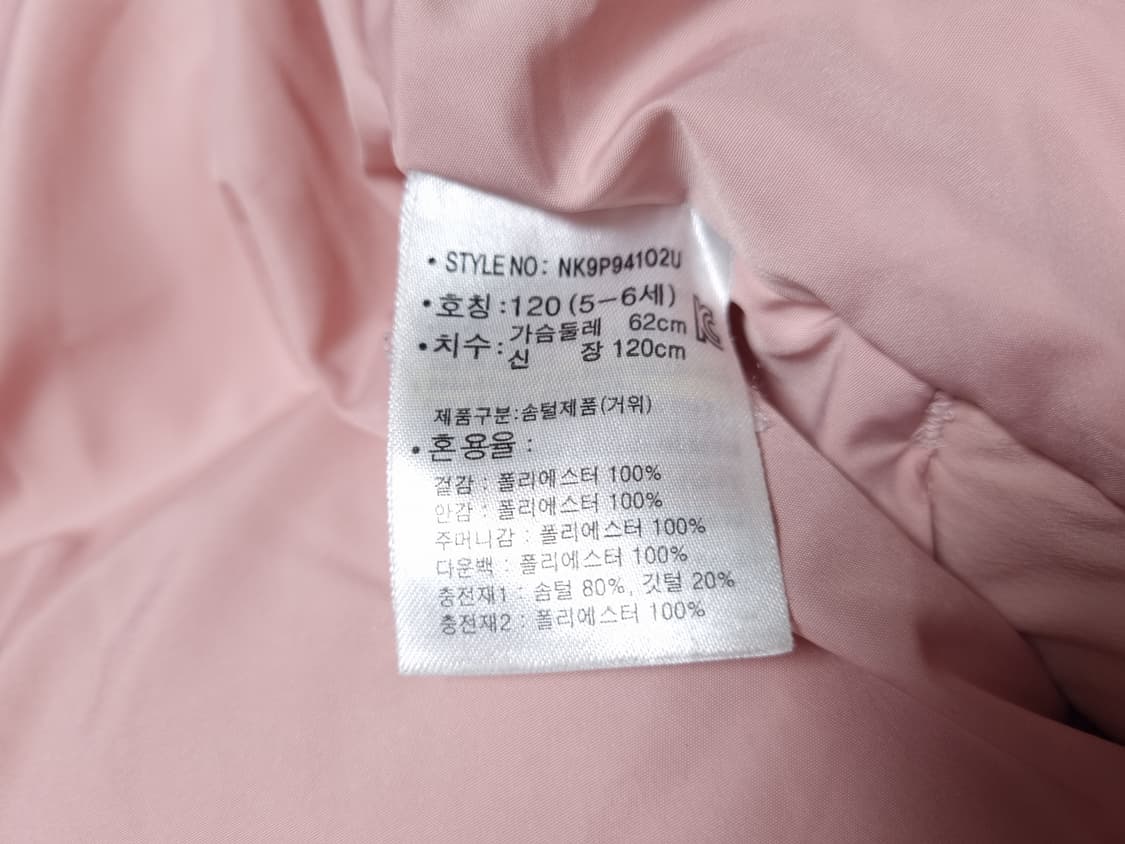 • STYLE NO : NK9P94102U
• 호칭 : 120 (5-6세)
• 치수 : 가슴둘레 62cm
신 장 120cm
제품구분:솜털제품(거위)
• 혼용율 :
겉감 : 폴리에스터 100%
안감 : 폴리에스터 100%
주머니감 : 폴리에스터 100%
다운백 : 폴리에스터 100%
충전재1 : 솜털 80%, 깃털 20%
충전재2 : 폴리에스터 100%